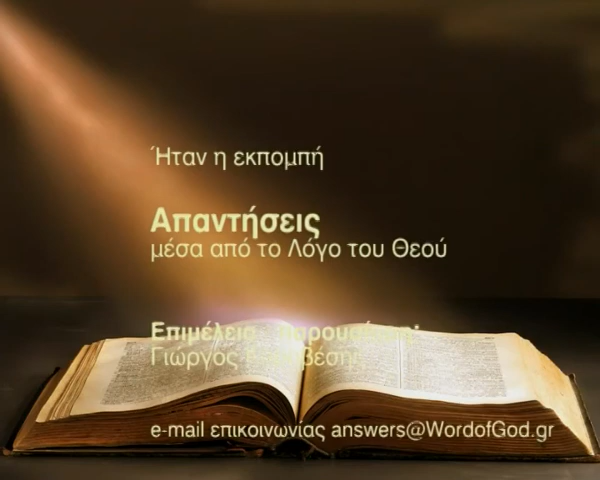 Ήταν η εκπομπή
Απαντήσεις
μέσα από το Λόγο του Θεού
Επιμέλεια
Γιώργος
e-mail επικοινωνίας answers@WordofGod.gr